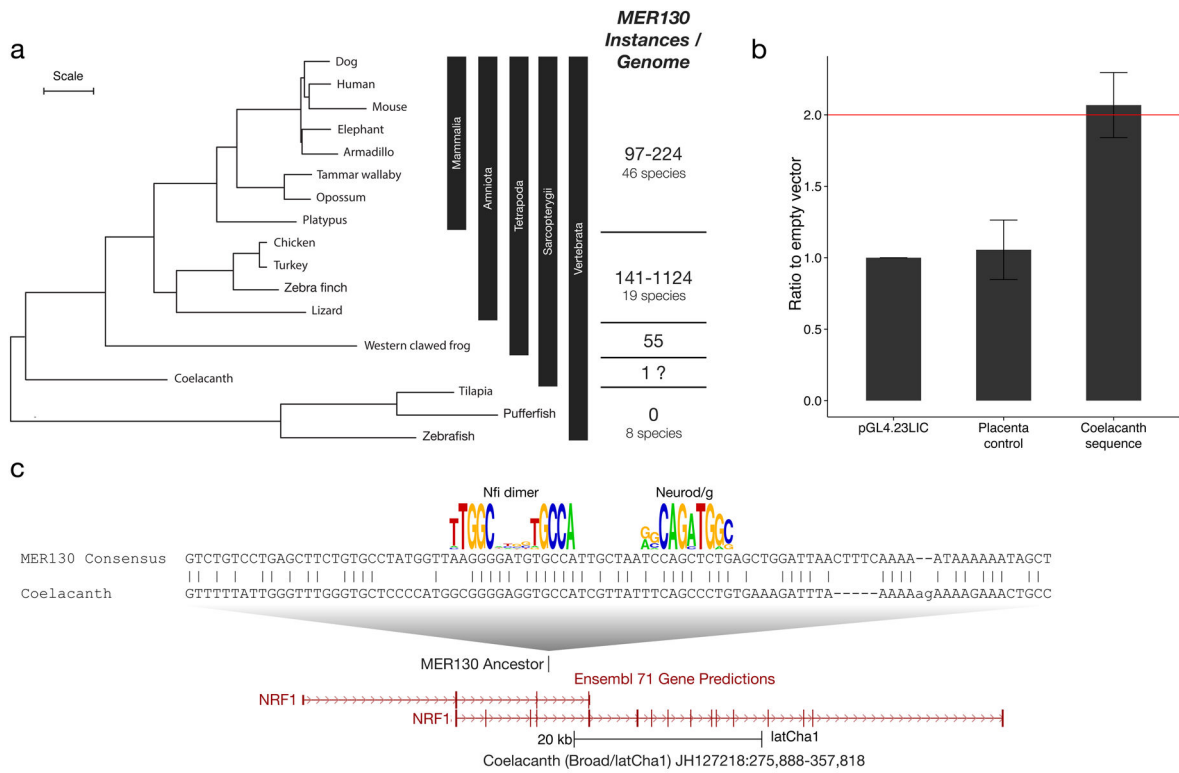 a
Scale
Dog
Human
Mouse
Elephant
Armadillo
Tammar wallaby
Opossum
Platypus
Chicken
Turkey
Zebra finch
Lizard
Western clawed frog
Coelacanth
Tilapia
Pufferfish
Zebrafish
Mammalia
Amniota
Tetrapoda
Sarcopterygii
Vertebrata
MER130
Instances /
Genome
97-224
46 species
141-1124
19 species
55
1 ?
0
8 species
b
Ratio to empty vector
2.0
1.5
1.0
0.5
0.0
pGL4.23LIC
Placenta
control
Coelacanth
sequence
c
Nfi dimer
Neurod/g
TTGGC TGCCA
GCCAGATGGC
MER130 Consensus GTCTGTCCTGAGCTTCTGTGCCTATGGTTAAGGGGATGTGCCATTGCTAATCCAGCTCTGAGCTGGATTAACTTTCAAAA--ATAAAAAATAGCT
Coelacanth GTTTTTATTGGGTTTGGGTGCTCCCCATGGCGGGGAGGTGCCATCGTTATTTCAGCCCTGTGAAAGATTTA-----AAAAagAAAAGAAACTGCC
MER130 Ancestor
Ensembl 71 Gene Predictions
NRF1
NRF1
20 kb
latCha1
Coelacanth (Broad/latCha1) JH127218:275,888-357,818